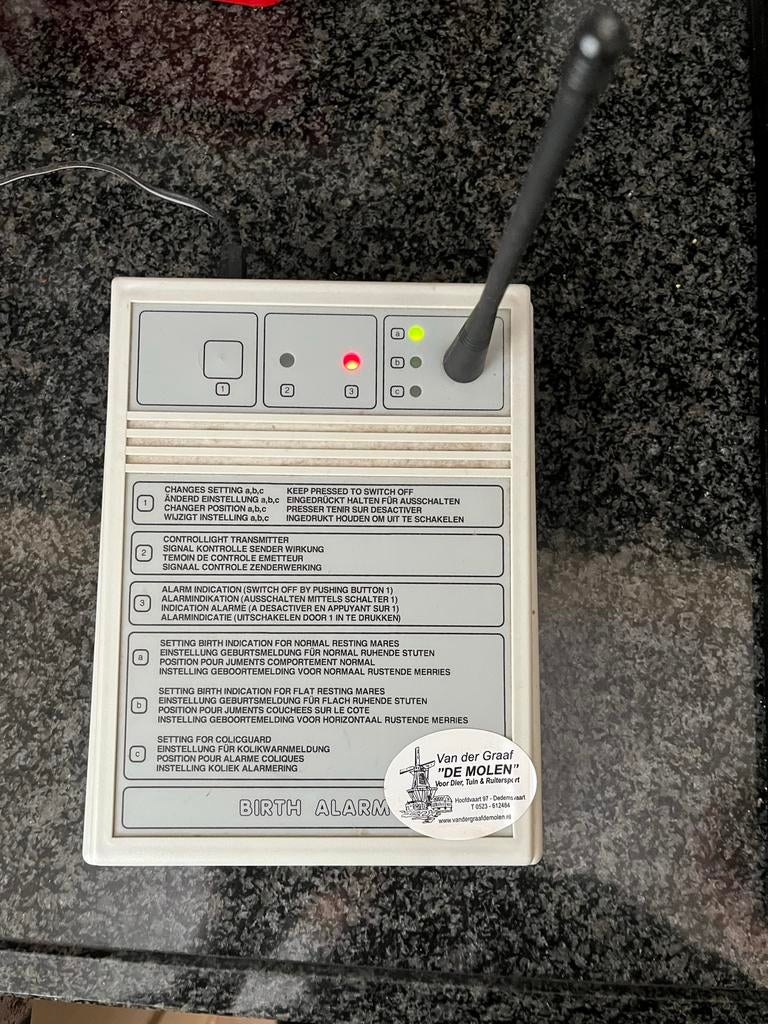 a
b
c
1
2
3
1
CHANGES SETTING a,b,c KEEP PRESSED TO SWITCH OFF
ÄNDERD EINSTELLUNG a,b,c EINGEDRÜCKT HALTEN FÜR AUSSCHALTEN
CHANGER POSITION a,b,c PRESSER TENIR SUR DESACTIVER
WIJZIGT INSTELLING a,b,c INGEDRUKT HOUDEN OM UIT TE SCHAKELEN
2
CONTROLLIGHT TRANSMITTER
SIGNAL KONTROLLE SENDER WIRKUNG
TEMOIN DE CONTROLE EMETTEUR
SIGNAAL CONTROLE ZENDERWERKING
3
ALARM INDICATION (SWITCH OFF BY PUSHING BUTTON 1)
ALARMINDIKATION (AUSSCHALTEN MITTELS SCHALTER 1)
INDICATION ALARME (A DESACTIVER EN APPUYANT SUR 1)
ALARMINDICATIE (UITSCHAKELEN DOOR 1 IN TE DRUKKEN)
a
SETTING BIRTH INDICATION FOR NORMAL RESTING MARES
EINSTELLUNG GEBURTSMELDUNG FÜR NORMAL RUHENDE STUTEN
POSITION POUR JUMENTS COMPORTEMENT NORMAL
INSTELLING GEBOORTEMELDING VOOR NORMAAL RUSTENDE MERRIES
b
SETTING BIRTH INDICATION FOR FLAT RESTING MARES
EINSTELLUNG GEBURTSMELDUNG FÜR FLACH RUHENDE STUTEN
POSITION POUR JUMENTS COUCHEES SUR LE COTE
INSTELLING GEBOORTEMELDING VOOR HORIZONTAAL RUSTENDE MERRIES
c
SETTING FOR COLICGUARD
EINSTELLUNG FÜR KOLIKWARNMELDUNG
POSITION POUR ALARME COLIQUES
INSTELLING KOLIEK ALARMERING
BIRTH ALARM
Van der Graaf
"DE MOLEN"
Voor Dier, Tuin & Ruitersport
Hoofdvaart 97 - Dedemsvaart
T 0523 - 612464
www.vandergraafdemolen.nl